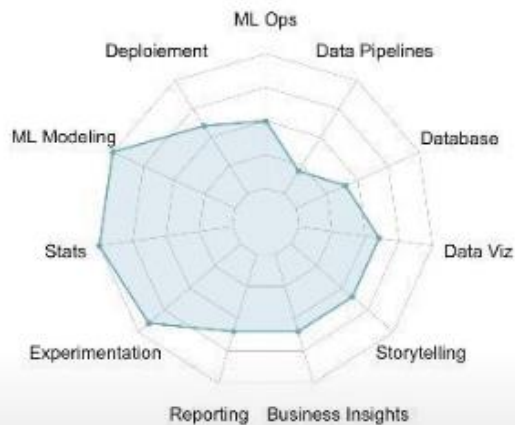 ML Ops
Deploiement
Data Pipelines
ML Modeling
Database
Stats
Data Viz
Experimentation
Storytelling
Reporting
Business Insights